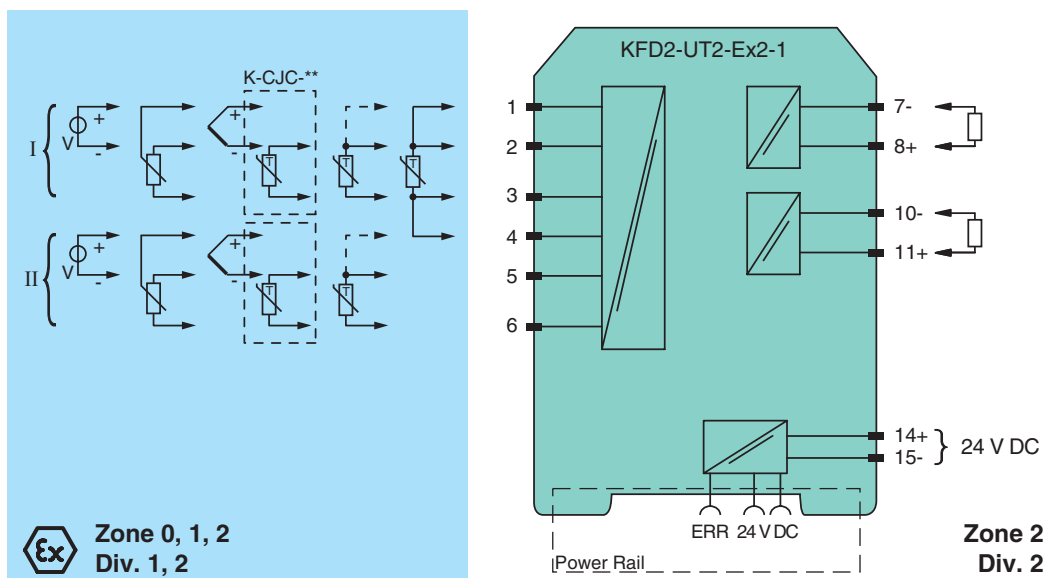 K-CJC-**
I
V
+
-
+
-
T
T
T
II
V
+
-
+
-
T
T
Ex
Zone 0, 1, 2
Div. 1, 2
KFD2-UT2-Ex2-1
1
2
3
4
5
6
7-
8+
10-
11+
14+
15-
24 V DC
ERR 24 V DC
Power Rail
Zone 2
Div. 2